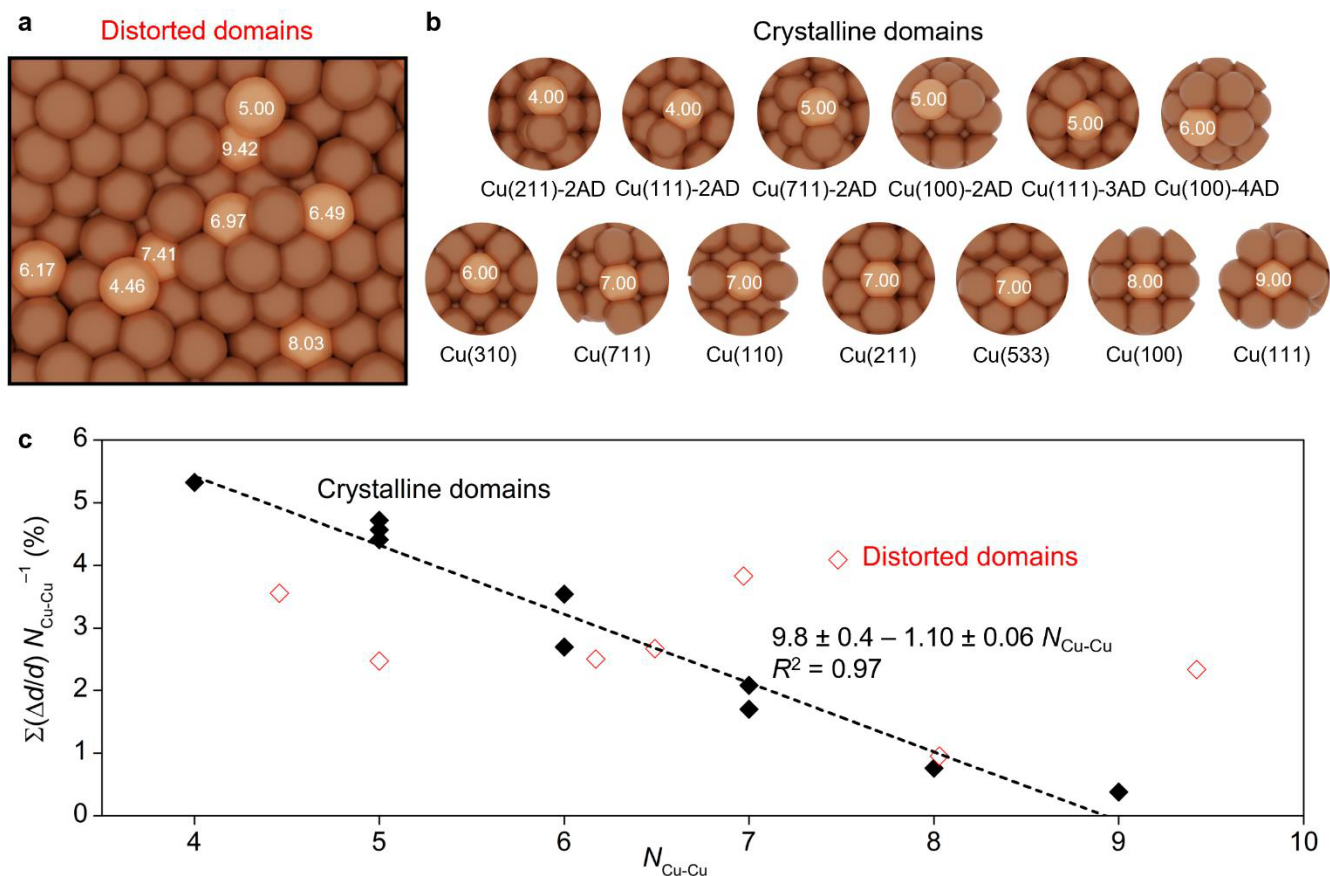 a
Distorted domains
5.00
9.42
6.97
6.49
7.41
6.17
4.46
8.03
b
Crystalline domains
4.00 4.00 5.00 5.00 5.00 6.00
Cu(211)-2AD Cu(111)-2AD Cu(711)-2AD Cu(100)-2AD Cu(111)-3AD Cu(100)-4AD
6.00 7.00 7.00 7.00 7.00 8.00 9.00
Cu(310) Cu(711) Cu(110) Cu(211) Cu(533) Cu(100) Cu(111)
c
Σ(Δd/d) N_Cu-Cu⁻¹ (%)
6
5
4
3
2
1
0
Crystalline domains
Distorted domains
9.8 ± 0.4 – 1.10 ± 0.06 N_Cu-Cu
R² = 0.97
4 5 6 7 8 9 10
N_Cu-Cu